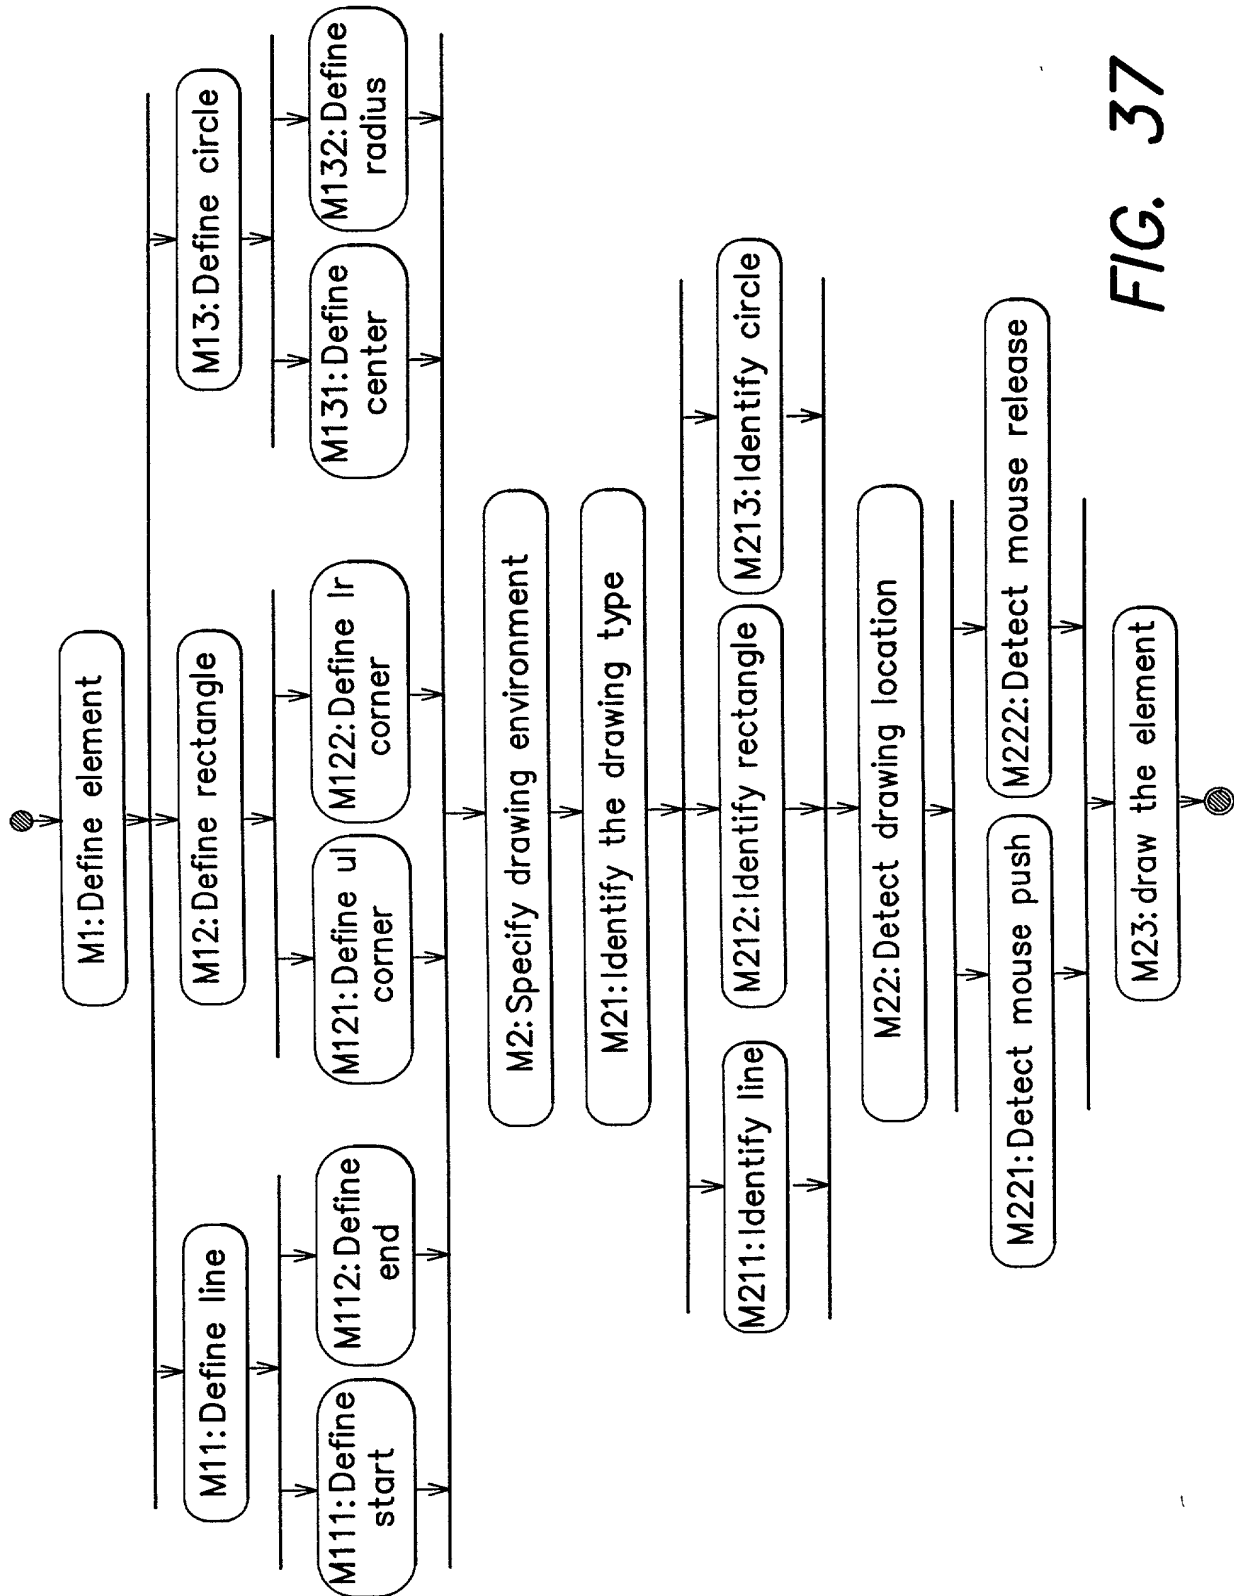 M1:Define element
M11:Define line
M12:Define rectangle
M13:Define circle
M111:Define
start
M112:Define
end
M121:Define ul
corner
M122:Define lr
corner
M131:Define
center
M132:Define
radius
M2:Specify drawing environment
M21:Identify the drawing type
M211:Identify line
M212:Identify rectangle
M213:Identify circle
M22:Detect drawing location
M221:Detect mouse push
M222:Detect mouse release
M23:draw the element
FIG. 37